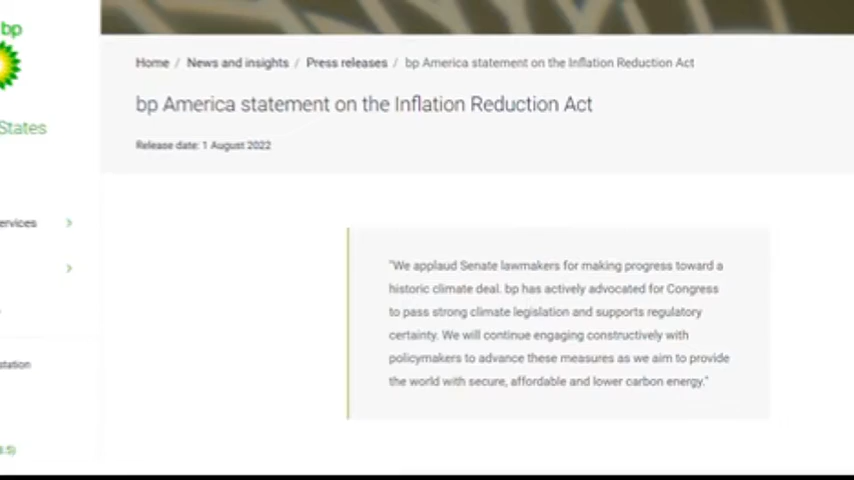 bp
States
Home / News and insights / Press releases / bp America statement on the Inflation Reduction Act
bp America statement on the Inflation Reduction Act
Release date: 1 August 2022
ervices
"We applaud Senate lawmakers for making progress toward a
historic climate deal. bp has actively advocated for Congress
to pass strong climate legislation and supports regulatory
certainty. We will continue engaging constructively with
policymakers to advance these measures as we aim to provide
the world with secure, affordable and lower carbon energy."
station